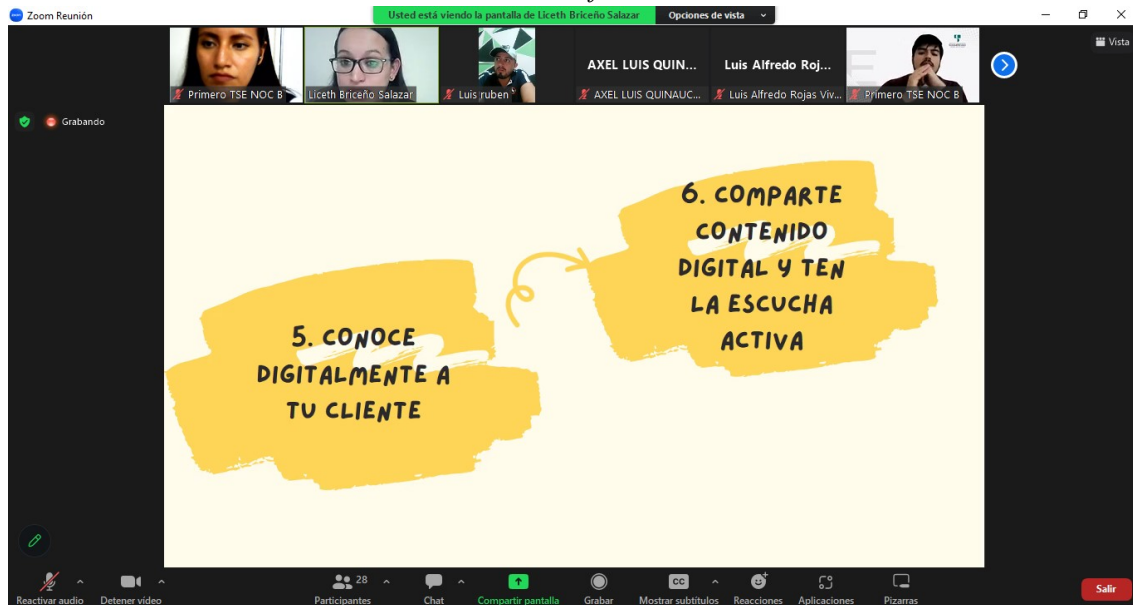 Zoom Reunión
Usted está viendo la pantalla de Liceth Briceño Salazar
Opciones de vista
Vista
AXEL LUIS QUIN...
Luis Alfredo Roj...
Primero TSE NOC B
Liceth Briceño Salazar
Luis ruben
AXEL LUIS QUINAUC...
Luis Alfredo Rojas Viv...
Primero TSE NOC B
Grabando
5. CONOCE
DIGITALMENTE A
TU CLIENTE
6. COMPARTE
CONTENIDO
DIGITAL Y TEN
LA ESCUCHA
ACTIVA
28
CC
Reactivar audio
Detener vídeo
Participantes
Chat
Compartir pantalla
Grabar
Mostrar subtítulos
Reacciones
Aplicaciones
Pizarras
Salir